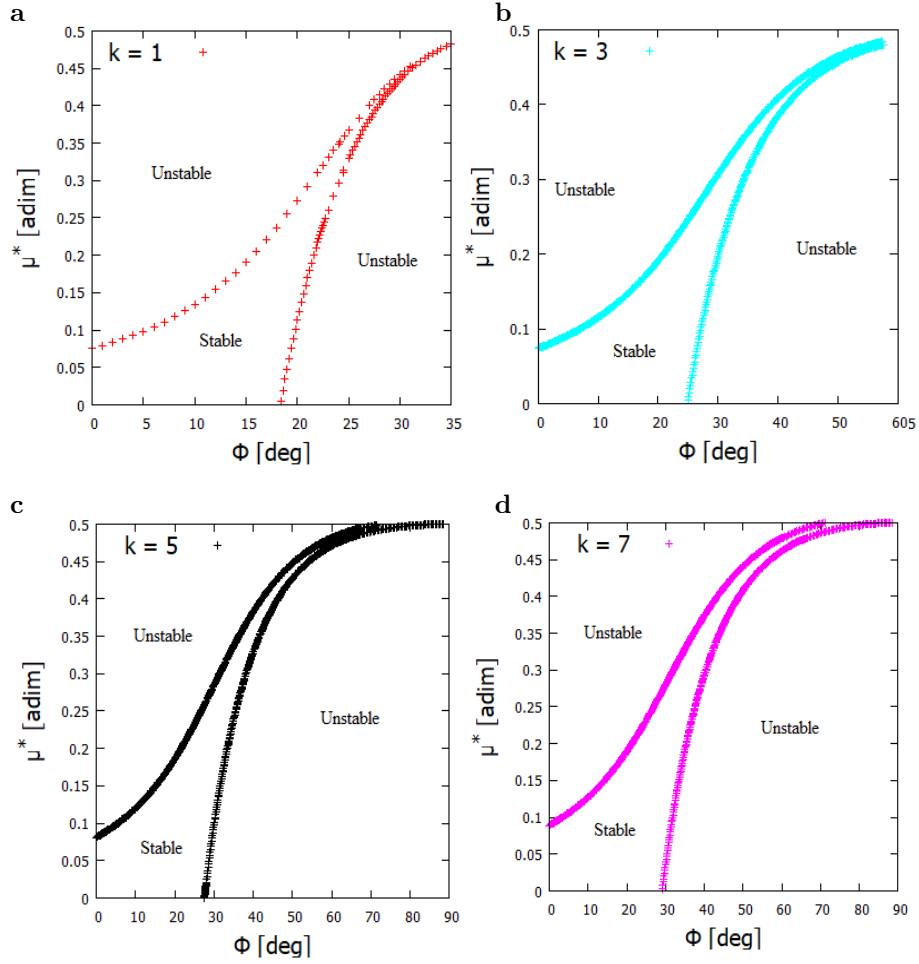 a
k = 1
0.5
0.45
0.4
0.35
0.3
0.25
0.2
0.15
0.1
0.05
0
μ* [adim]
Unstable
Unstable
Stable
0 5 10 15 20 25 30 35
Φ [deg]
b
k = 3
0.5
0.4
0.3
0.2
0.1
0
μ* [adim]
Unstable
Unstable
Stable
0 10 20 30 40 50 605
Φ [deg]
c
k = 5
0.5
0.45
0.4
0.35
0.3
0.25
0.2
0.15
0.1
0.05
0
μ* [adim]
Unstable
Unstable
Stable
0 10 20 30 40 50 60 70 80 90
Φ [deg]
d
k = 7
0.5
0.45
0.4
0.35
0.3
0.25
0.2
0.15
0.1
0.05
0
μ* [adim]
Unstable
Unstable
Stable
0 10 20 30 40 50 60 70 80 90
Φ [deg]